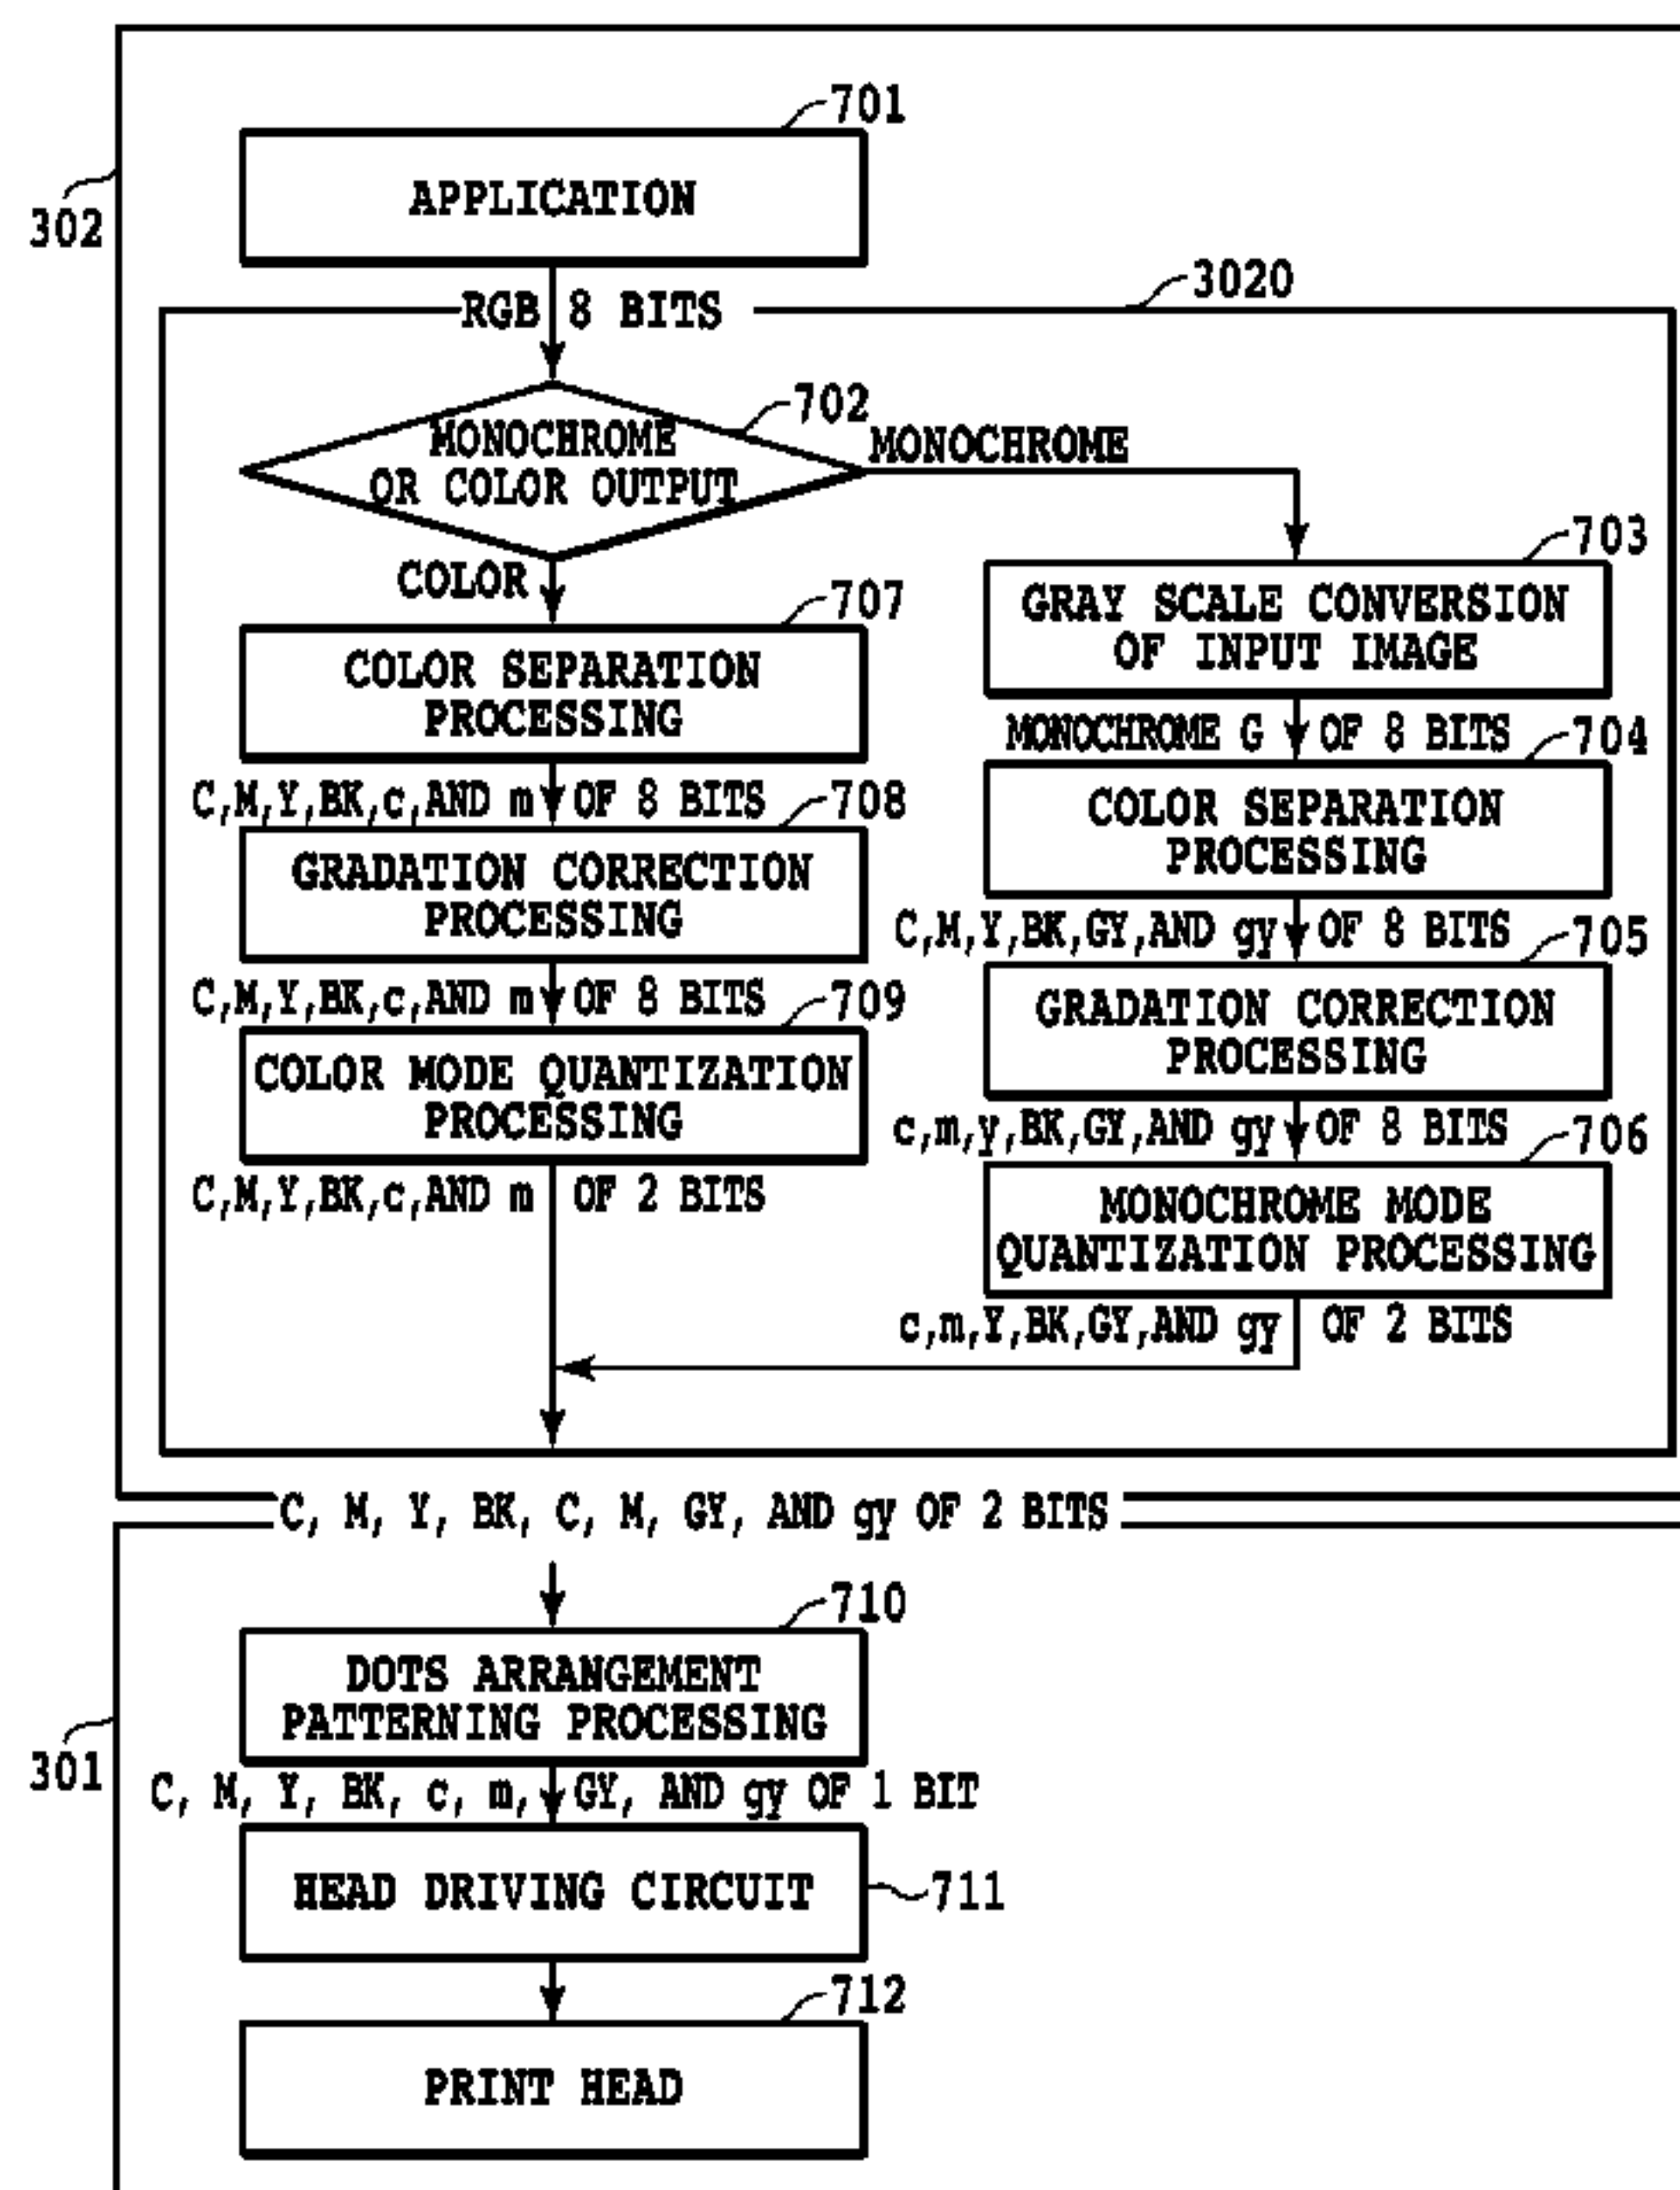 701
APPLICATION
302
3020
RGB 8 BITS
702
MONOCHROME
OR COLOR OUTPUT
MONOCHROME
COLOR
703
GRAY SCALE CONVERSION
OF INPUT IMAGE
707
COLOR SEPARATION
PROCESSING
MONOCHROME G OF 8 BITS
704
COLOR SEPARATION
PROCESSING
C,M,Y,BK,c,AND m OF 8 BITS
708
GRADATION CORRECTION
PROCESSING
C,M,Y,BK,GY,AND gy OF 8 BITS
705
GRADATION CORRECTION
PROCESSING
C,M,Y,BK,c,AND m OF 8 BITS
709
COLOR MODE QUANTIZATION
PROCESSING
c,m,y,BK,GY,AND gy OF 8 BITS
706
MONOCHROME MODE
QUANTIZATION PROCESSING
C,M,Y,BK,c,AND m OF 2 BITS
c,m,Y,BK,GY,AND gy OF 2 BITS
C, M, Y, BK, C, M, GY, AND gy OF 2 BITS
710
DOTS ARRANGEMENT
PATTERNING PROCESSING
301
C, M, Y, BK, c, m, GY, AND gy OF 1 BIT
HEAD DRIVING CIRCUIT
711
712
PRINT HEAD